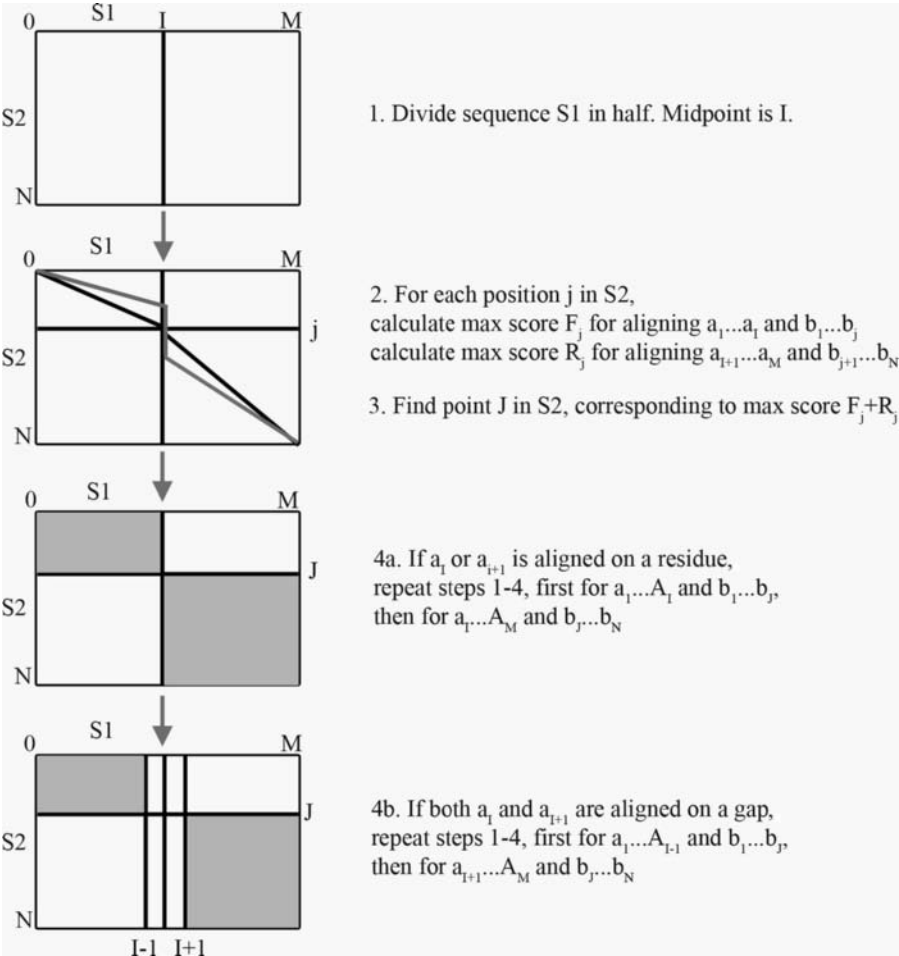 0 S1 I M
S2
N
1. Divide sequence S1 in half. Midpoint is I.
0 S1 M
j
S2
N
2. For each position j in S2,
calculate max score F_j for aligning a_1...a_I and b_1...b_j
calculate max score R_j for aligning a_I+1...a_M and b_j+1...b_N
3. Find point J in S2, corresponding to max score F_j+R_j
0 S1 M
J
S2
N
4a. If a_I or a_I+1 is aligned on a residue,
repeat steps 1-4, first for a_1...A_I and b_1...b_J,
then for a_I...A_M and b_J...b_N
0 S1 M
J
S2
N
I-1 I+1
4b. If both a_I and a_I+1 are aligned on a gap,
repeat steps 1-4, first for a_1...A_I-1 and b_1...b_J,
then for a_I+1...A_M and b_J...b_N